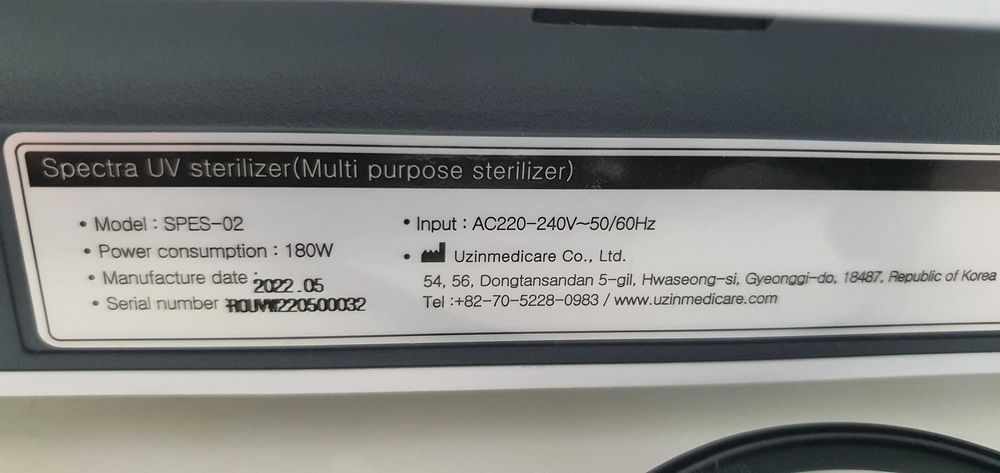 Spectra UV sterilizer(Multi purpose sterilizer)
• Model : SPES-02
• Power consumption : 180W
• Manufacture date : 2022.05
• Serial number :
• Input : AC220-240V~50/60Hz
• Uzinmedicare Co., Ltd.
54, 56, Dongtansandan 5-gil, Hwaseong-si, Gyeonggi-do, 18487, Republic of Korea
Tel :+82-70-5228-0983 / www.uzinmedicare.com